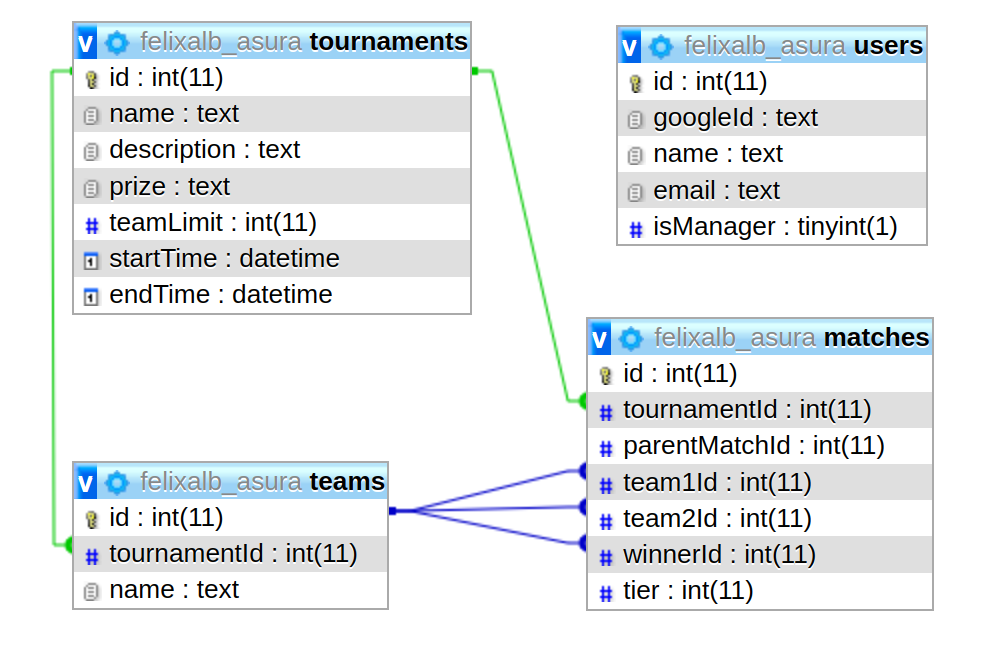 v felixalb_asura tournaments
id : int(11)
name : text
description : text
prize : text
teamLimit : int(11)
startTime : datetime
endTime : datetime
v felixalb_asura users
id : int(11)
googleId : text
name : text
email : text
isManager : tinyint(1)
v felixalb_asura teams
id : int(11)
tournamentId : int(11)
name : text
v felixalb_asura matches
id : int(11)
tournamentId : int(11)
parentMatchId : int(11)
team1Id : int(11)
team2Id : int(11)
winnerId : int(11)
tier : int(11)